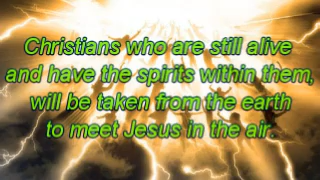 Christians who are still alive
and have the spirits within them,
will be taken from the earth
to meet Jesus in the air.